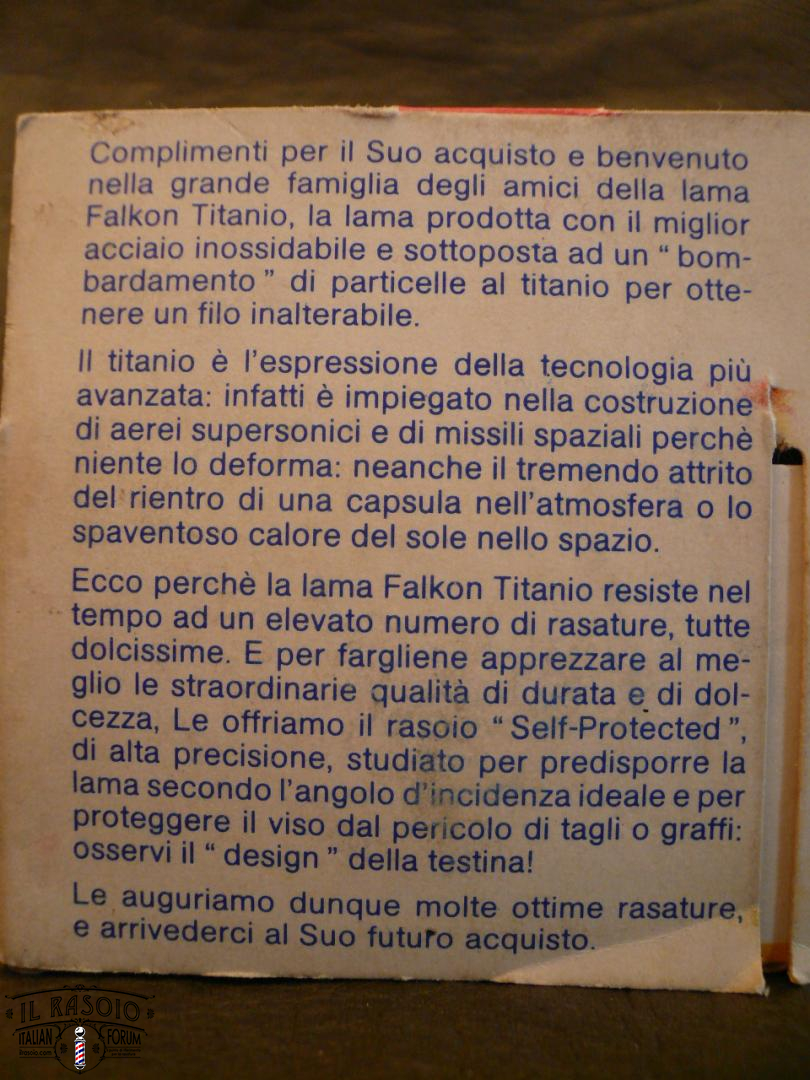 Complimenti per il Suo acquisto e benvenuto
nella grande famiglia degli amici della lama
Falkon Titanio, la lama prodotta con il miglior
acciaio inossidabile e sottoposta ad un “ bom-
bardamento ” di particelle al titanio per otte-
nere un filo inalterabile.
Il titanio è l'espressione della tecnologia più
avanzata: infatti è impiegato nella costruzione
di aerei supersonici e di missili spaziali perchè
niente lo deforma: neanche il tremendo attrito
del rientro di una capsula nell'atmosfera o lo
spaventoso calore del sole nello spazio.
Ecco perchè la lama Falkon Titanio resiste nel
tempo ad un elevato numero di rasature, tutte
dolcissime. E per fargliene apprezzare al me-
glio le straordinarie qualità di durata e di dol-
cezza, Le offriamo il rasoio “ Self-Protected ”,
di alta precisione, studiato per predisporre la
lama secondo l'angolo d'incidenza ideale e per
proteggere il viso dal pericolo di tagli o graffi:
osservi il “ design ” della testina!
Le auguriamo dunque molte ottime rasature,
e arrivederci al Suo futuro acquisto.
IL RASOIO
ITALIAN FORUM
ilrasoio.com